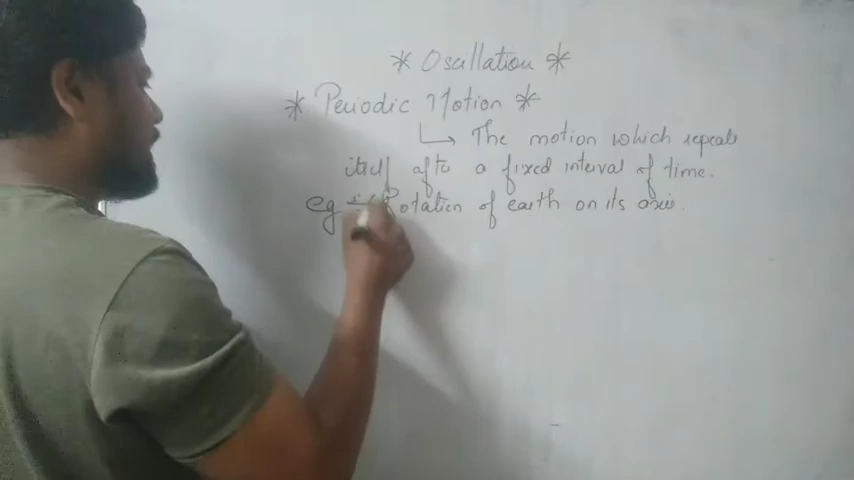 * Oscillation *
* Periodic Motion *
The motion which repeats
itself after a fixed interval of time.
eg Rotation of earth on its axis.